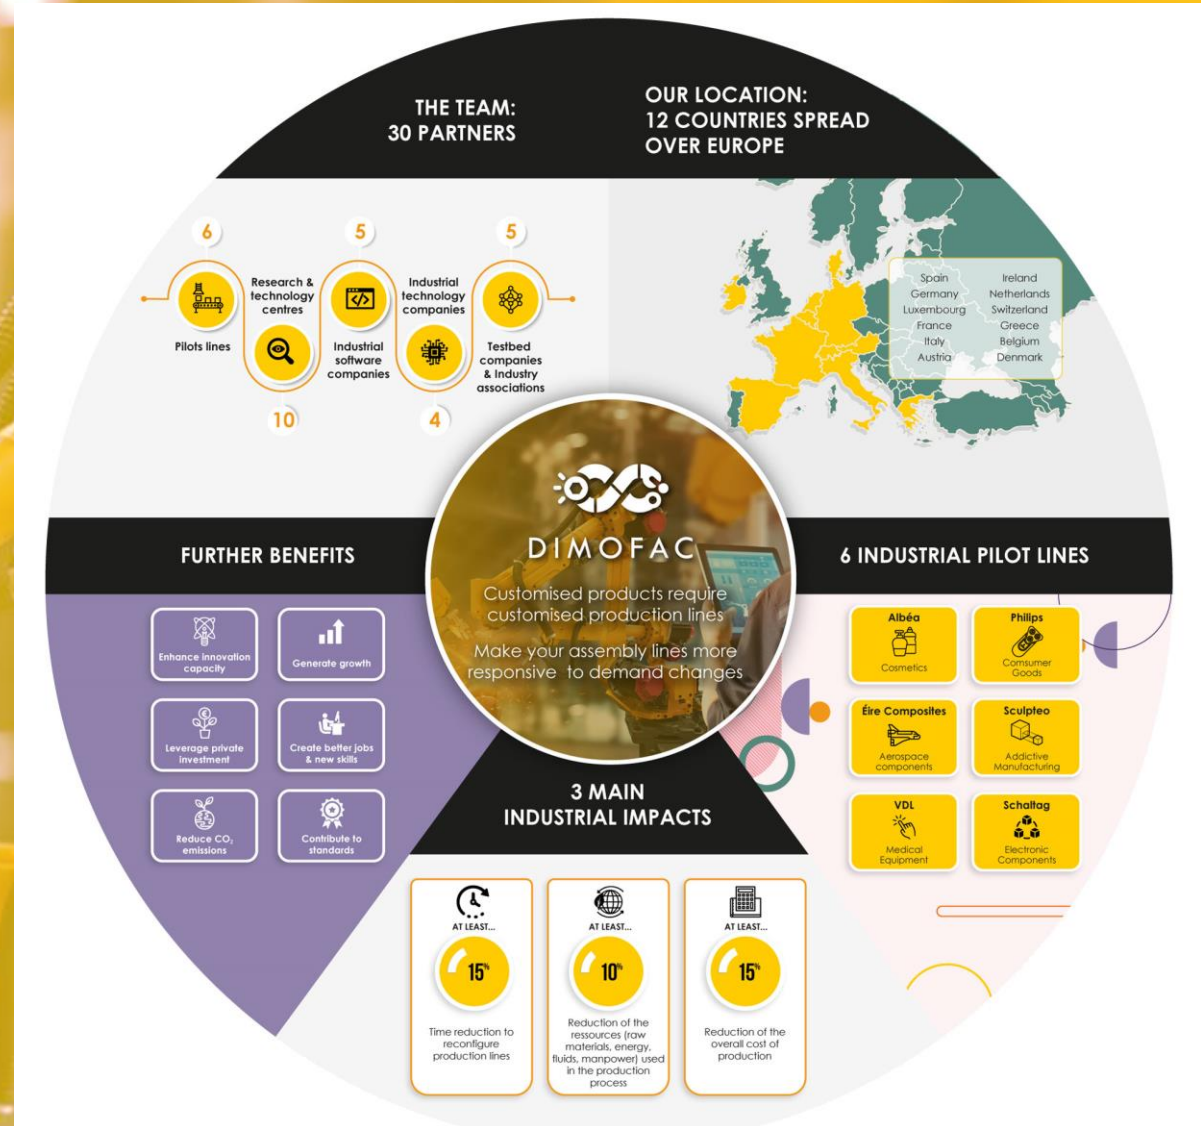 THE TEAM:
30 PARTNERS
OUR LOCATION:
12 COUNTRIES SPREAD
OVER EUROPE
6
Pilots lines
Research &
technology
centres
10
5
Industrial
software
companies
Industrial
technology
companies
4
5
Testbed
companies
& Industry
associations
Spain
Germany
Luxembourg
France
Italy
Austria
Ireland
Netherlands
Switzerland
Greece
Belgium
Denmark
DIMOFAC
Customised products require
customised production lines
Make your assembly lines more
responsive to demand changes
FURTHER BENEFITS
Enhance innovation
capacity
Generate growth
Leverage private
investment
Create better jobs
& new skills
Reduce CO₂
emissions
Contribute to
standards
6 INDUSTRIAL PILOT LINES
Albéa
Cosmetics
Philips
Comsumer
Goods
Éire Composites
Aerospace
components
Sculpteo
Addictive
Manufacturing
VDL
Medical
Equipment
Schaltag
Electronic
Components
3 MAIN
INDUSTRIAL IMPACTS
AT LEAST...
15%
Time reduction to
reconfigure
production lines
AT LEAST...
10%
Reduction of the
ressources (raw
materials, energy,
fluids, manpower) used
in the production
process
AT LEAST...
15%
Reduction of the
overall cost of
production